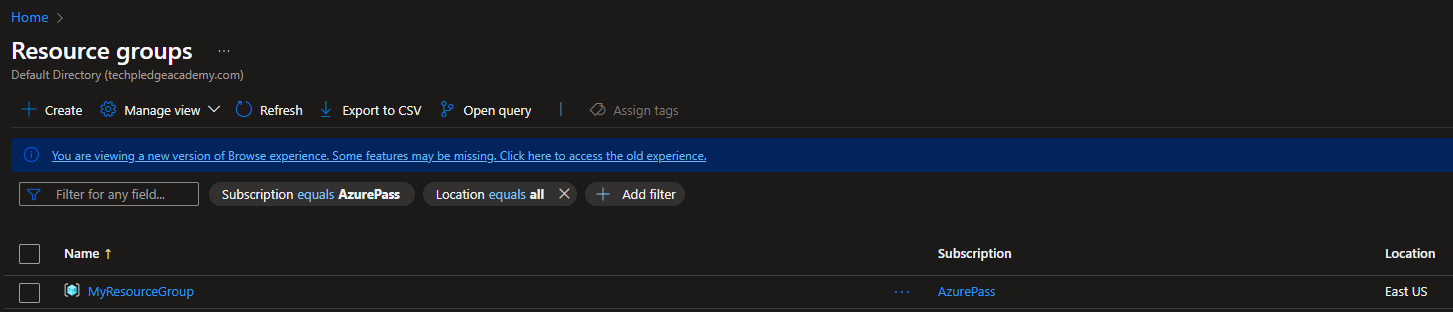 Home >
Resource groups ...
Default Directory (techpledgeacademy.com)
+ Create Manage view Refresh Export to CSV Open query | Assign tags
You are viewing a new version of Browse experience. Some features may be missing. Click here to access the old experience.
Filter for any field... Subscription equals AzurePass Location equals all × + Add filter
Name ↑ Subscription Location
MyResourceGroup ... AzurePass East US